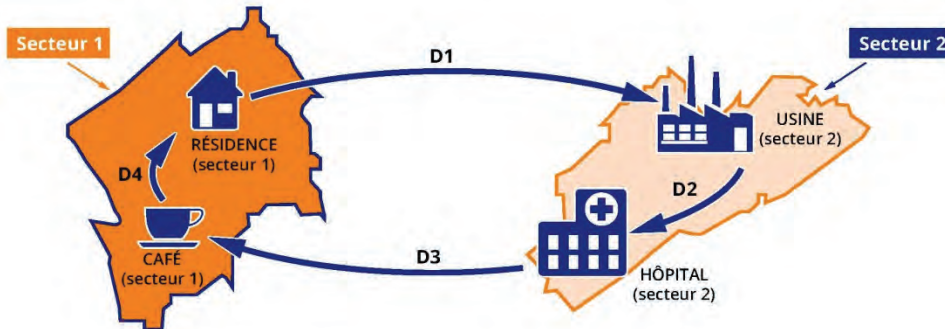 Secteur 1
D1
Secteur 2
RÉSIDENCE
(secteur 1)
USINE
(secteur 2)
D4
D2
CAFÉ
(secteur 1)
D3
HÔPITAL
(secteur 2)